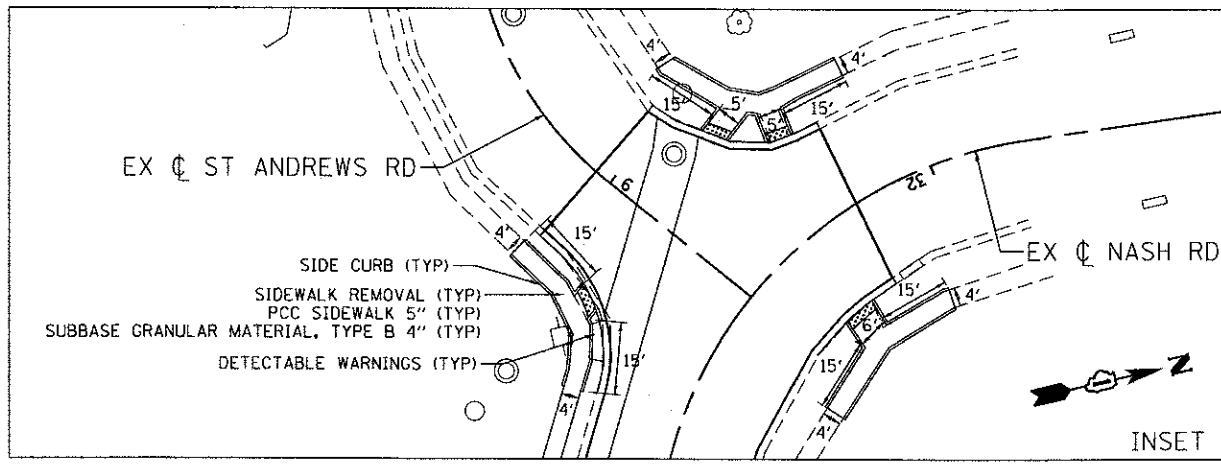 4'
4'
15'
5'
5'
15'
EX ℄ ST ANDREWS RD
32
4'
15'
SIDE CURB (TYP)
SIDEWALK REMOVAL (TYP)
PCC SIDEWALK 5" (TYP)
SUBBASE GRANULAR MATERIAL, TYPE B 4" (TYP)
DETECTABLE WARNINGS (TYP)
15'
4'
EX ℄ NASH RD
15'
4'
6'
15'
4'
N
INSET